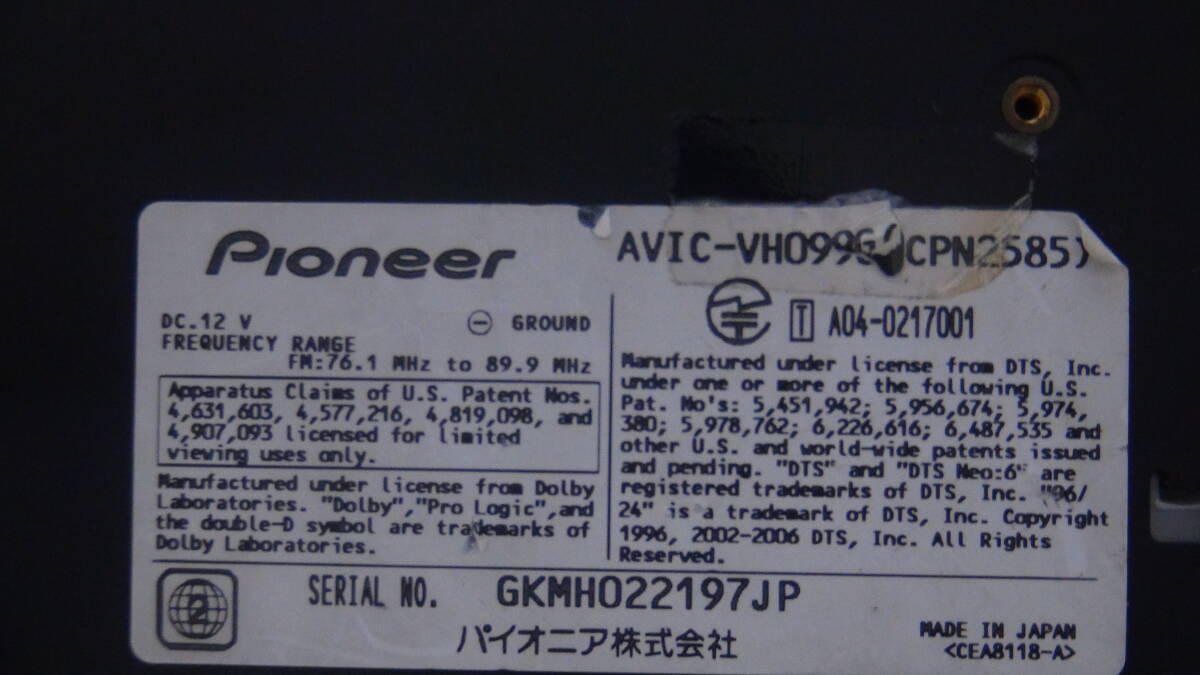 Pioneer
AVIC-VH099G(CPN2585)
DC.12 V
GROUND
FREQUENCY RANGE
FM:76.1 MHz to 89.9 MHz
Apparatus Claims of U.S. Patent Nos.
4,631,603, 4,577,216, 4,819,098, and
4,907,093 licensed for limited
viewing uses only.
Manufactured under license from Dolby
Laboratories. "Dolby","Pro Logic",and
the double-D symbol are trademarks of
Dolby Laboratories.
T A04-0217001
Manufactured under license from DTS, Inc.
under one or more of the following U.S.
Pat. No's: 5,451,942; 5,956,674; 5,974,
380; 5,978,762; 6,226,616; 6,487,535 and
other U.S. and world-wide patents issued
and pending. "DTS" and "DTS Neo:6" are
registered trademarks of DTS, Inc. "96/
24" is a trademark of DTS, Inc. Copyright
1996, 2002-2006 DTS, Inc. All Rights
Reserved.
2
SERIAL NO. GKMH022197JP
パイオニア株式会社
MADE IN JAPAN
<CEA8118-A>